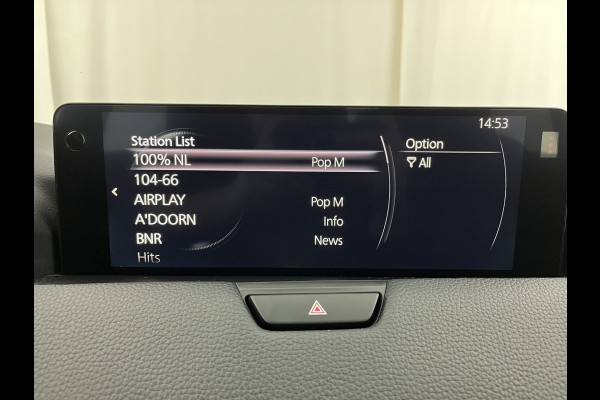 14:53
Station List
Option
100% NL Pop M
All
104-66
AIRPLAY Pop M
A'DOORN Info
BNR News
Hits